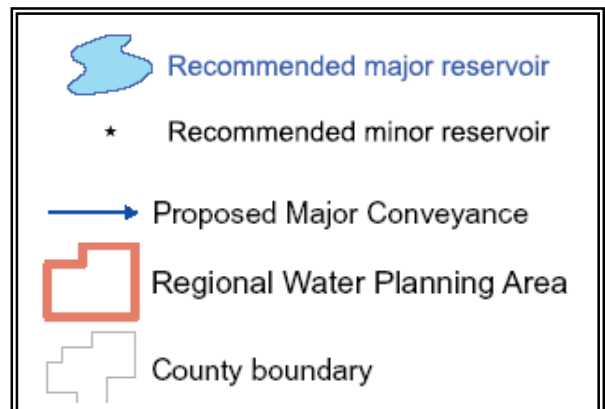 Recommended major reservoir
Recommended minor reservoir
Proposed Major Conveyance
Regional Water Planning Area
County boundary